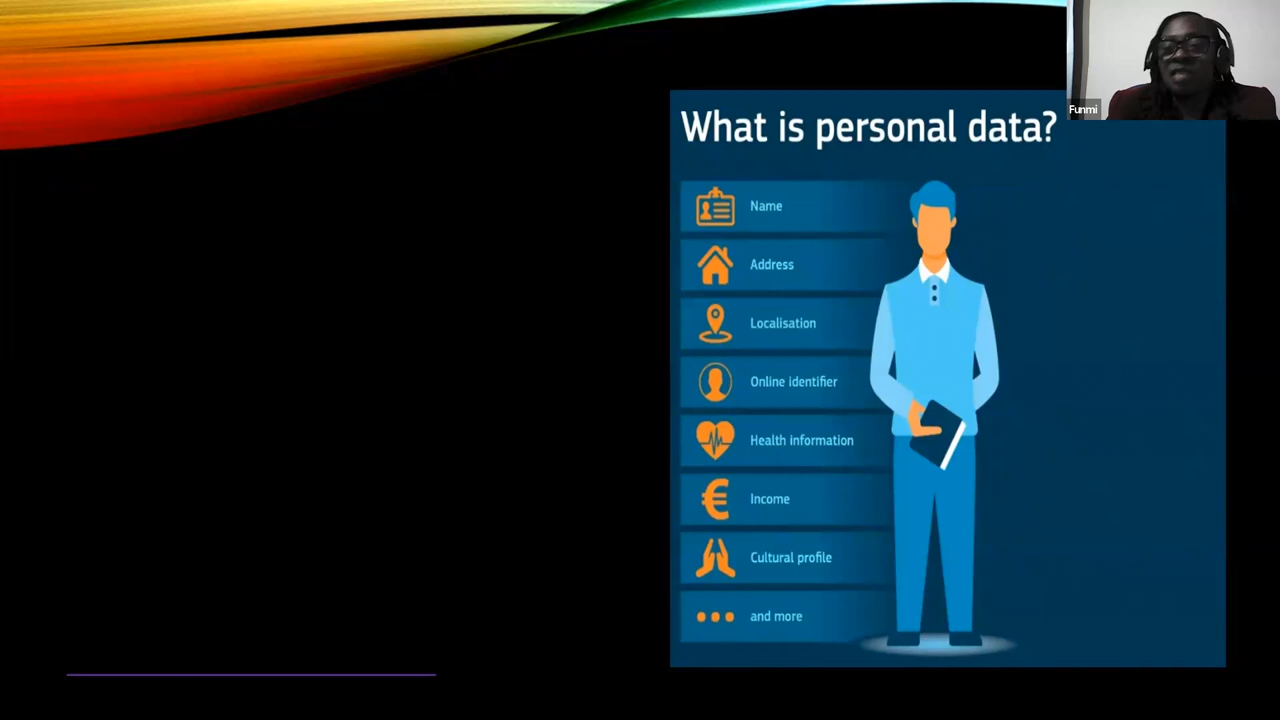 Funmi
What is personal data?
Name
Address
Localisation
Online identifier
Health information
Income
Cultural profile
and more